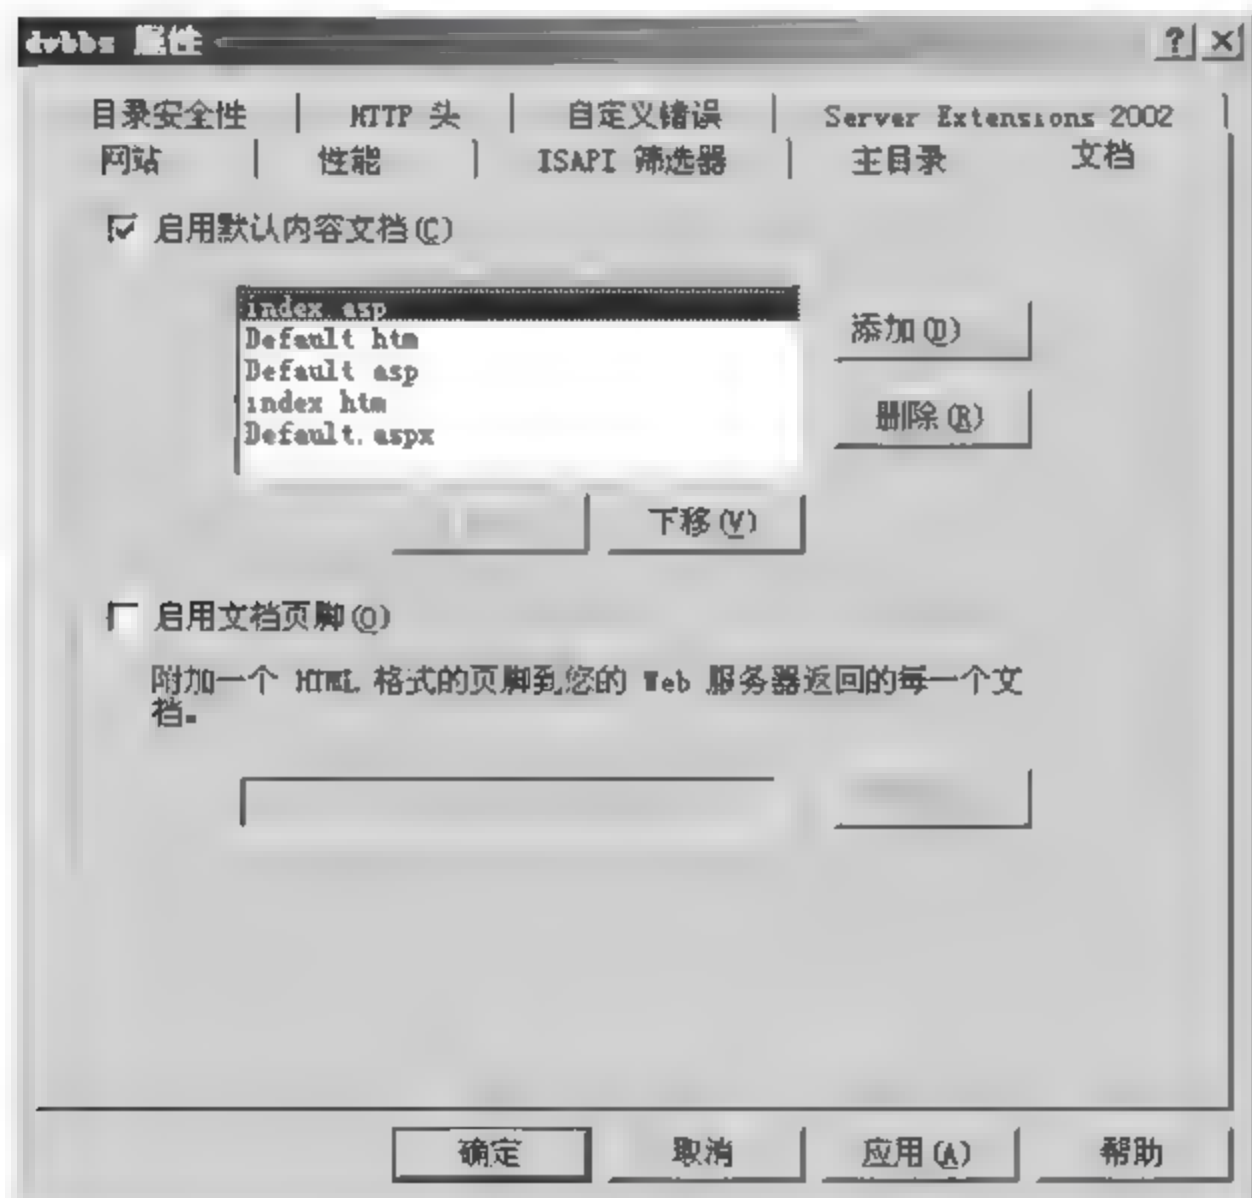 dvbbs 属性
目录安全性 HTTP 头 自定义错误 Server Extensions 2002
网站 性能 ISAPI 筛选器 主目录 文档
启用默认内容文档(C)
index.asp
Default htm
Default asp
index htm
Default.aspx
添加(D)
删除(R)
下移(V)
启用文档页脚(O)
附加一个 HTML 格式的页脚到您的 Web 服务器返回的每一个文
档。
确定 取消 应用(A) 帮助